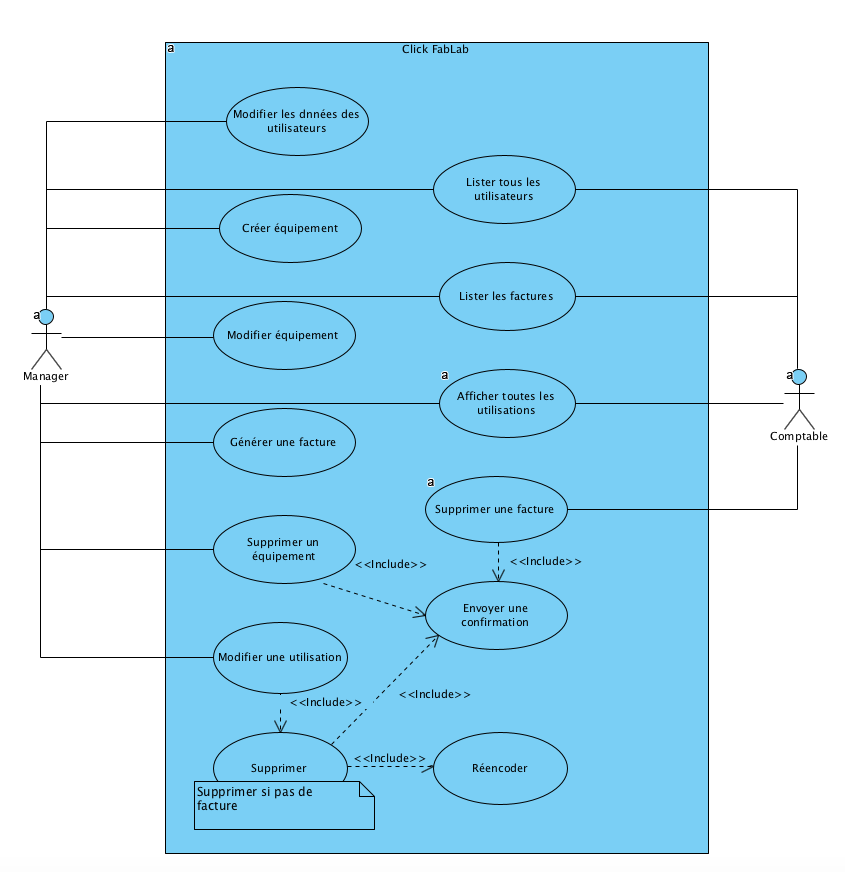 a
Click FabLab
Modifier les dnnées des
utilisateurs
Lister tous les
utilisateurs
Créer équipement
Lister les factures
a
Modifier équipement
Manager
a
Afficher toutes les
utilisations
a
Comptable
Générer une facture
a
Supprimer une facture
Supprimer un
équipement
<<Include>>
<<Include>>
Envoyer une
confirmation
Modifier une utilisation
<<Include>>
<<Include>>
<<Include>>
Supprimer
Réencoder
Supprimer si pas de
facture